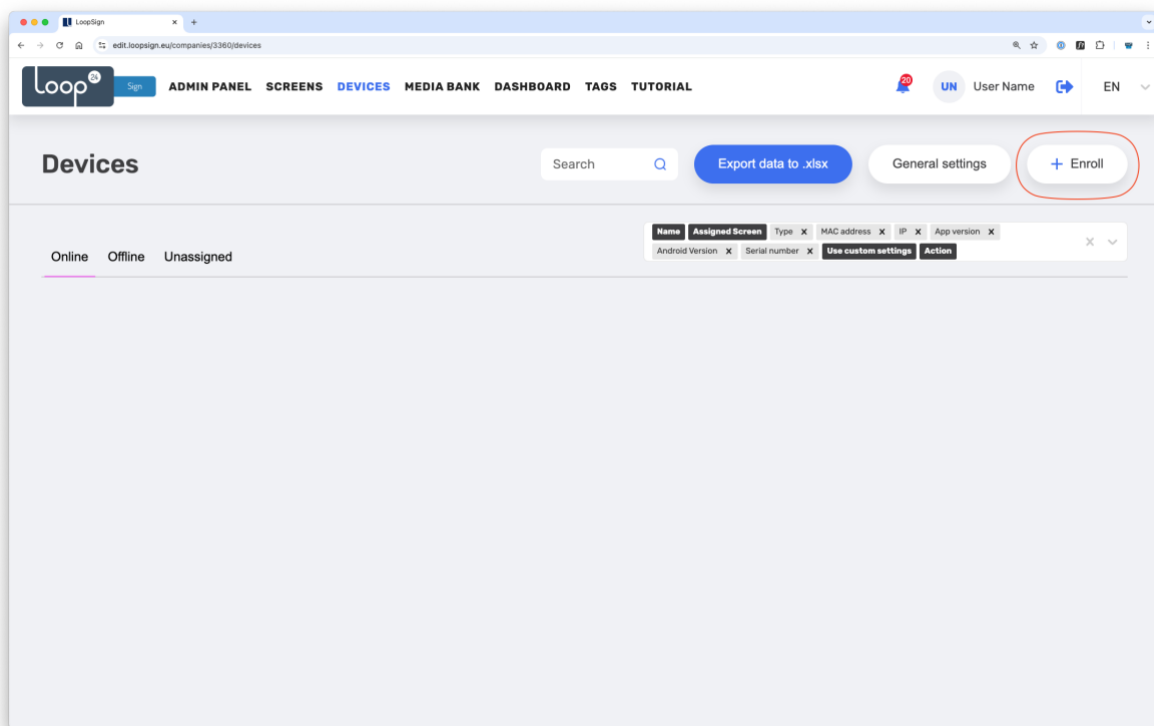 LoopSign
edit.loopsign.eu/companies/3360/devices
Loop 24 Sign ADMIN PANEL SCREENS DEVICES MEDIA BANK DASHBOARD TAGS TUTORIAL 20 UN User Name EN
Devices Search Export data to .xlsx General settings + Enroll
Name Assigned Screen Type x MAC address x IP x App version x
Android Version x Serial number x Use custom settings Action
Online Offline Unassigned